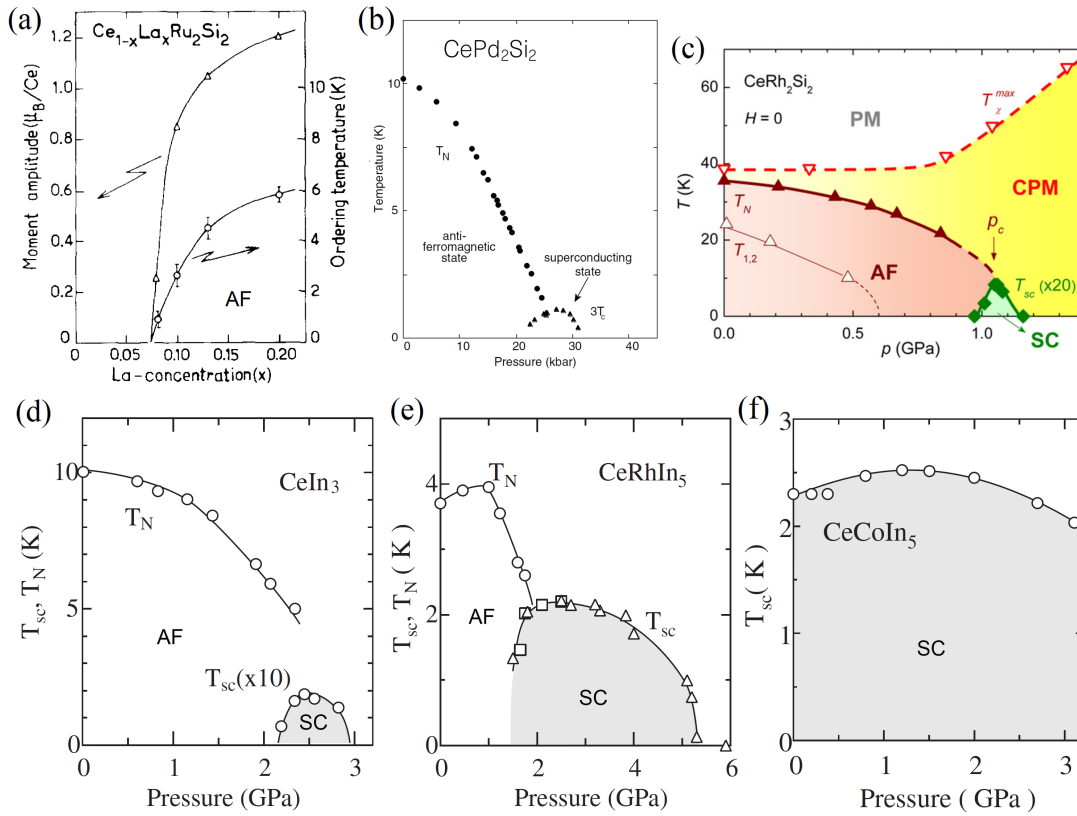 (a)
Ce1-xLaxRu2Si2
Moment amplitude(μB/Ce)
1.2
1.0
0.8
0.6
0.4
0.2
0
Ordering temperature(K)
10
8
6
4
2
0
AF
0
0.05
0.10
0.15
0.20
La-concentration(x)
(b)
CePd2Si2
Temperature (K)
15
10
5
0
TN
anti-
ferromagnetic
state
superconducting
state
3Tc
0
10
20
30
40
Pressure (kbar)
(c)
CeRh2Si2
H = 0
PM
Tχmax
CPM
T (K)
60
40
20
0
TN
T1,2
AF
pc
Tsc (x20)
SC
0.0
0.5
1.0
p (GPa)
(d)
CeIn3
Tsc, TN (K)
10
5
0
TN
AF
Tsc(x10)
SC
0
1
2
3
Pressure (GPa)
(e)
CeRhIn5
Tsc, TN ( K )
4
2
0
TN
AF
Tsc
SC
0
2
4
6
Pressure (GPa)
(f)
CeCoIn5
Tsc( K )
3
2
1
0
SC
0
1
2
3
Pressure ( GPa )